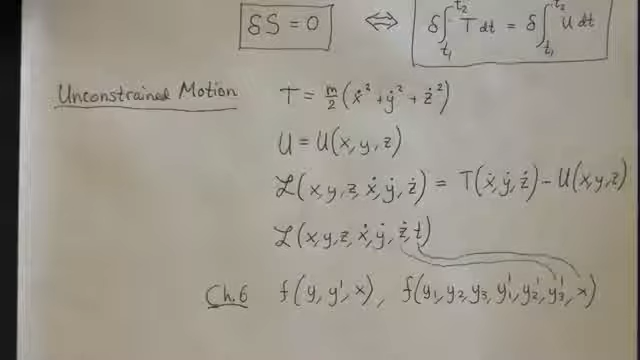 δS = 0 ⇔ δ∫_{t₁}^{t₂} T dt = δ∫_{t₁}^{t₂} U dt
Unconstrained Motion T = m/2 (ẋ² + ẏ² + ż²)
U = U(x, y, z)
ℒ(x, y, z, ẋ, ẏ, ż) = T(ẋ, ẏ, ż) − U(x, y, z)
ℒ(x, y, z, ẋ, ẏ, ż, t)
Ch. 6 f(y, y', x), f(y₁, y₂, y₃, y₁', y₂', y₃', x)